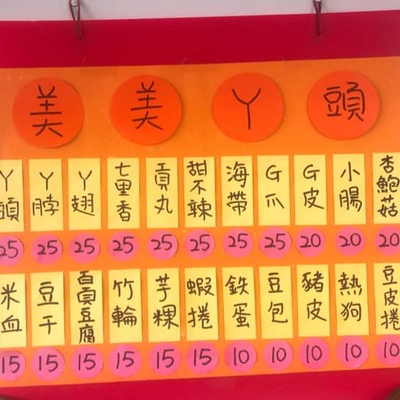 美美丫頭
丫頭 丫脖 丫翅 七里香 貢丸 甜不辣 海帶 G爪 G皮 小腸 杏鮑菇
25 25 25 25 25 25 25 25 20 20 20
米血 豆干 百頁豆腐 竹輪 芋粿 蝦捲 鉄蛋 豆包 豬皮 熱狗 豆皮捲
15 15 15 15 15 15 10 10 10 10 10